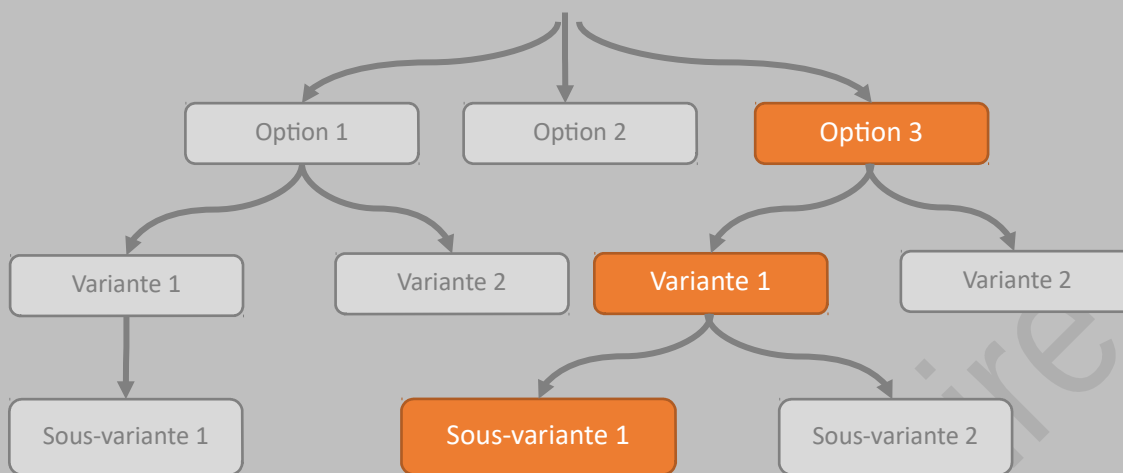 Option 1
Option 2
Option 3
Variante 1
Variante 2
Variante 1
Variante 2
Sous-variante 1
Sous-variante 1
Sous-variante 2
ire